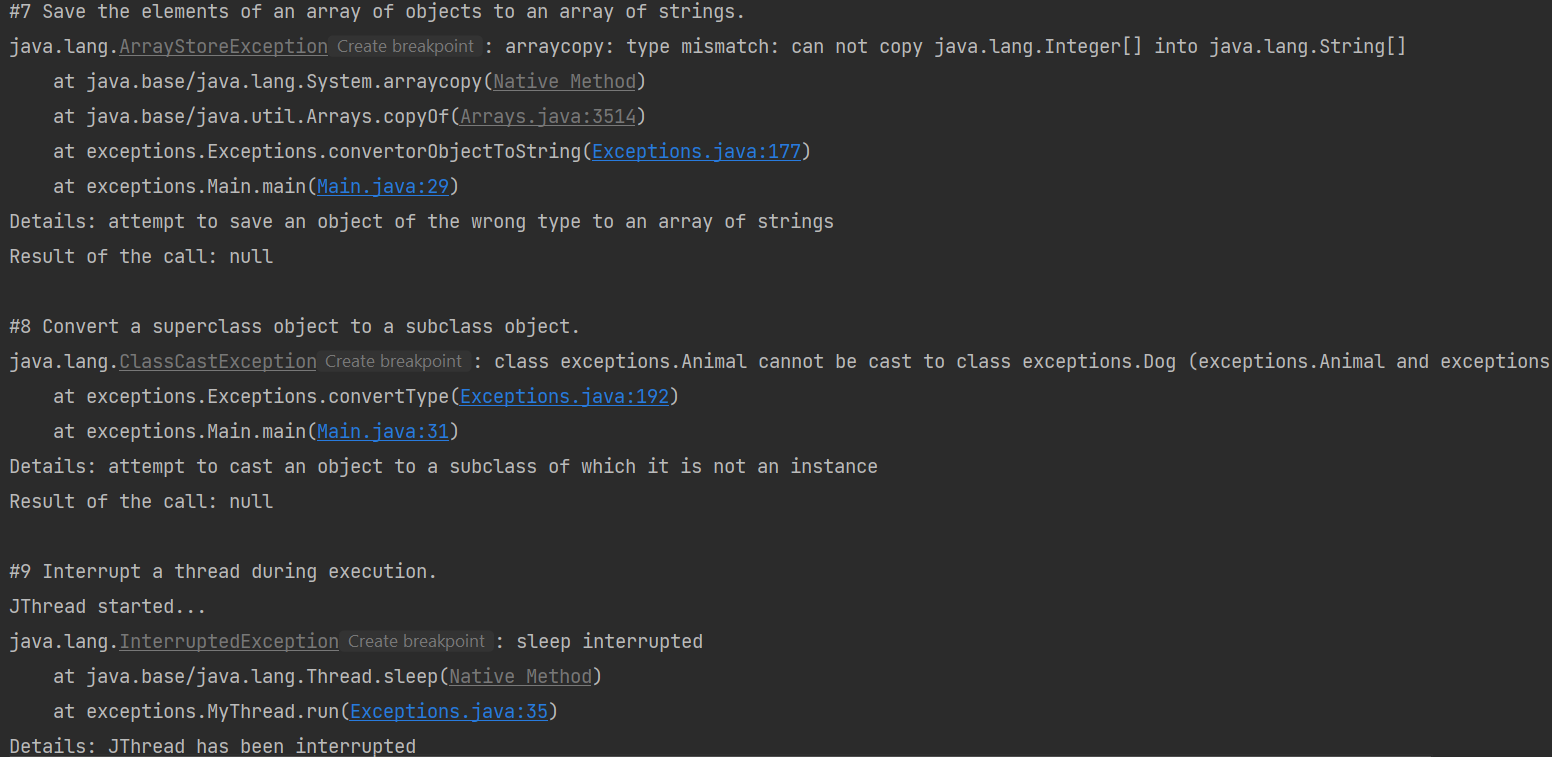 #7 Save the elements of an array of objects to an array of strings.
java.lang.ArrayStoreException Create breakpoint : arraycopy: type mismatch: can not copy java.lang.Integer[] into java.lang.String[]
    at java.base/java.lang.System.arraycopy(Native Method)
    at java.base/java.util.Arrays.copyOf(Arrays.java:3514)
    at exceptions.Exceptions.convertorObjectToString(Exceptions.java:177)
    at exceptions.Main.main(Main.java:29)
Details: attempt to save an object of the wrong type to an array of strings
Result of the call: null

#8 Convert a superclass object to a subclass object.
java.lang.ClassCastException Create breakpoint : class exceptions.Animal cannot be cast to class exceptions.Dog (exceptions.Animal and exceptions
    at exceptions.Exceptions.convertType(Exceptions.java:192)
    at exceptions.Main.main(Main.java:31)
Details: attempt to cast an object to a subclass of which it is not an instance
Result of the call: null

#9 Interrupt a thread during execution.
JThread started...
java.lang.InterruptedException Create breakpoint : sleep interrupted
    at java.base/java.lang.Thread.sleep(Native Method)
    at exceptions.MyThread.run(Exceptions.java:35)
Details: JThread has been interrupted